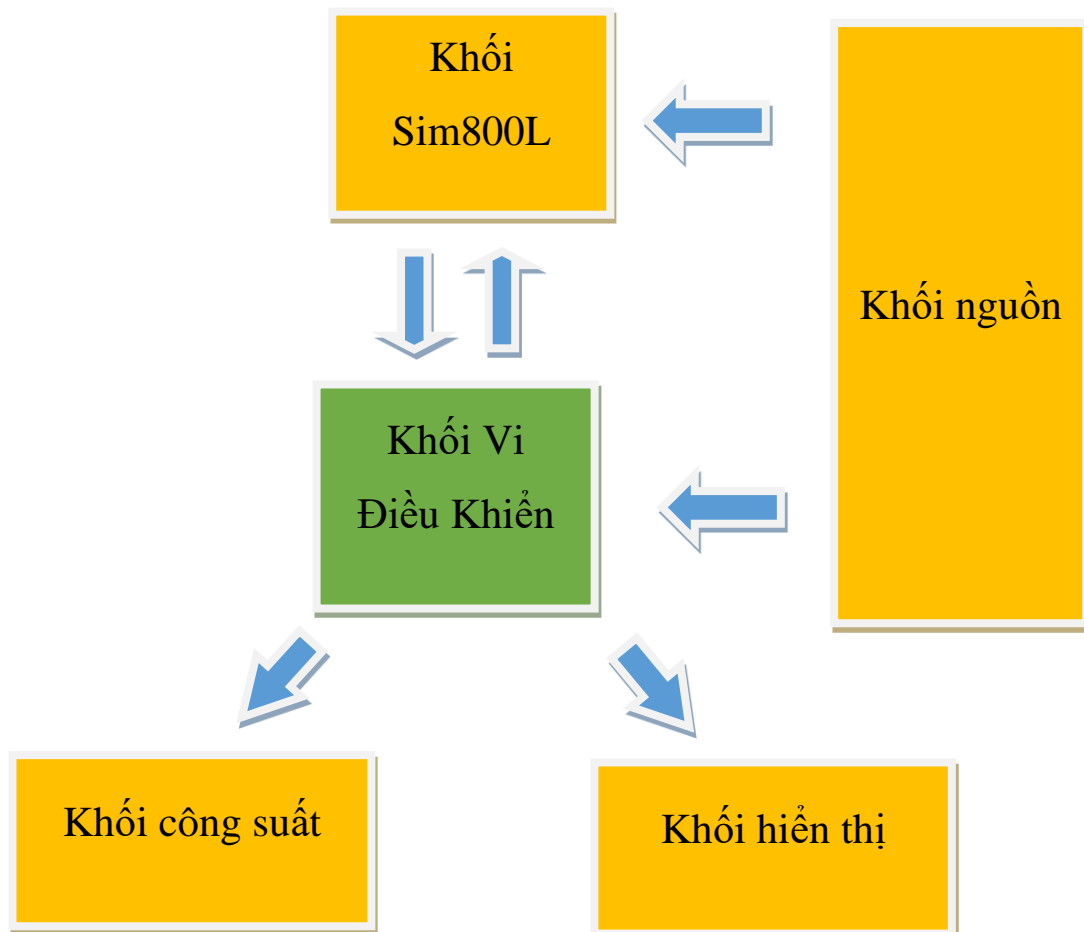 Khối
Sim800L
Khối nguồn
Khối Vi
Điều Khiển
Khối công suất
Khối hiển thị